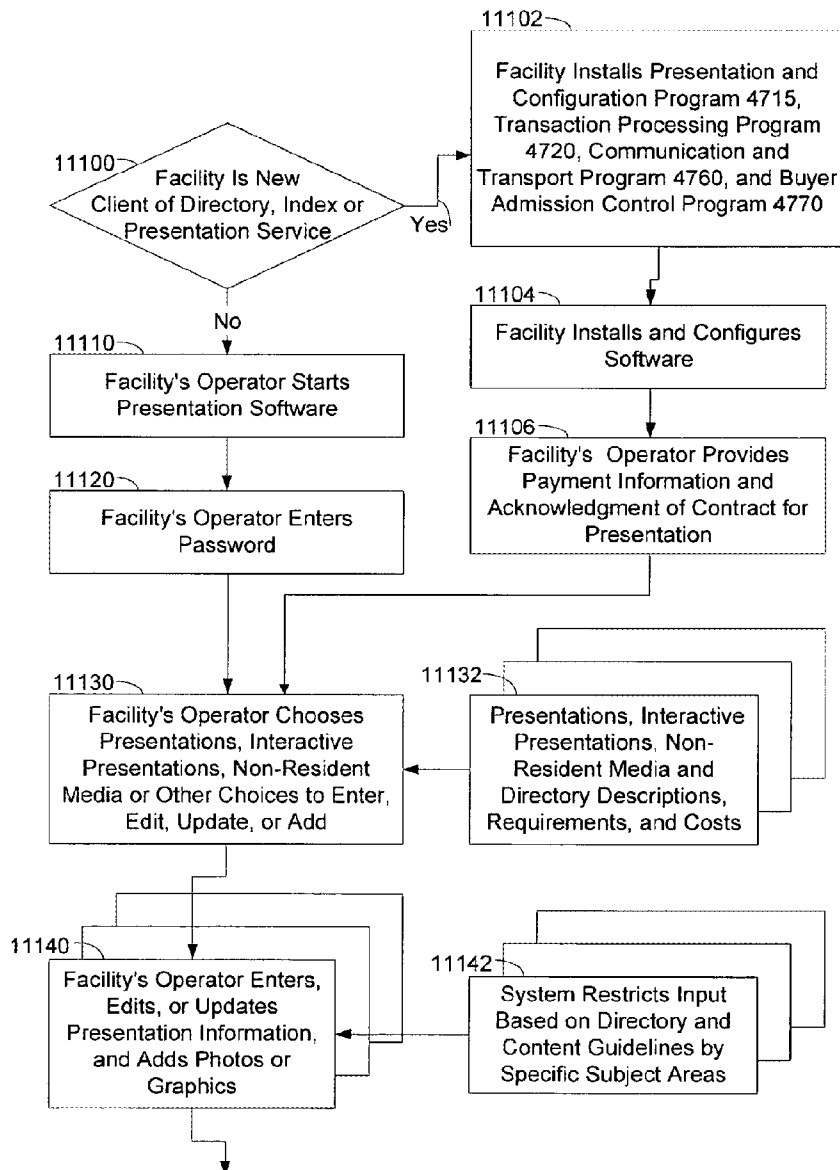 11102
Facility Installs Presentation and
Configuration Program 4715,
Transaction Processing Program
4720, Communication and
Transport Program 4760, and Buyer
Admission Control Program 4770
11100
Facility Is New
Client of Directory, Index or
Presentation Service
Yes
No
11104
Facility Installs and Configures
Software
11110
Facility's Operator Starts
Presentation Software
11106
Facility's Operator Provides
Payment Information and
Acknowledgment of Contract for
Presentation
11120
Facility's Operator Enters
Password
11130
Facility's Operator Chooses
Presentations, Interactive
Presentations, Non-Resident
Media or Other Choices to Enter,
Edit, Update, or Add
11132
Presentations, Interactive
Presentations, Non-
Resident Media and
Directory Descriptions,
Requirements, and Costs
11140
Facility's Operator Enters,
Edits, or Updates
Presentation Information,
and Adds Photos or
Graphics
11142
System Restricts Input
Based on Directory and
Content Guidelines by
Specific Subject Areas